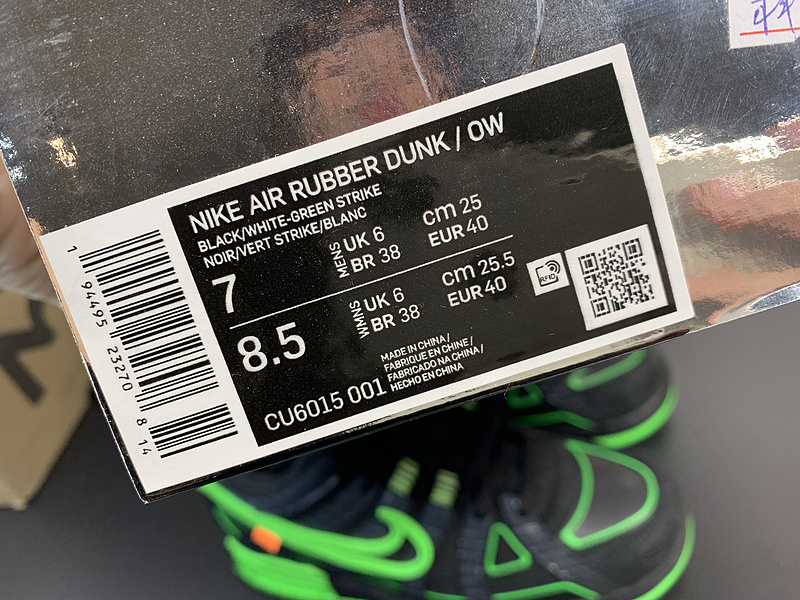 NIKE AIR RUBBER DUNK / OW
BLACK/WHITE-GREEN STRIKE
NOIR/VERT STRIKE/BLANC
7
MENS
UK 6
BR 38
cm 25
EUR 40
8.5
WMNS
UK 6
BR 38
cm 25.5
EUR 40
RFID
MADE IN CHINA /
FABRIQUE EN CHINE /
FABRICADO NA CHINA /
HECHO EN CHINA
CU6015 001
1 94495 23270 8 14